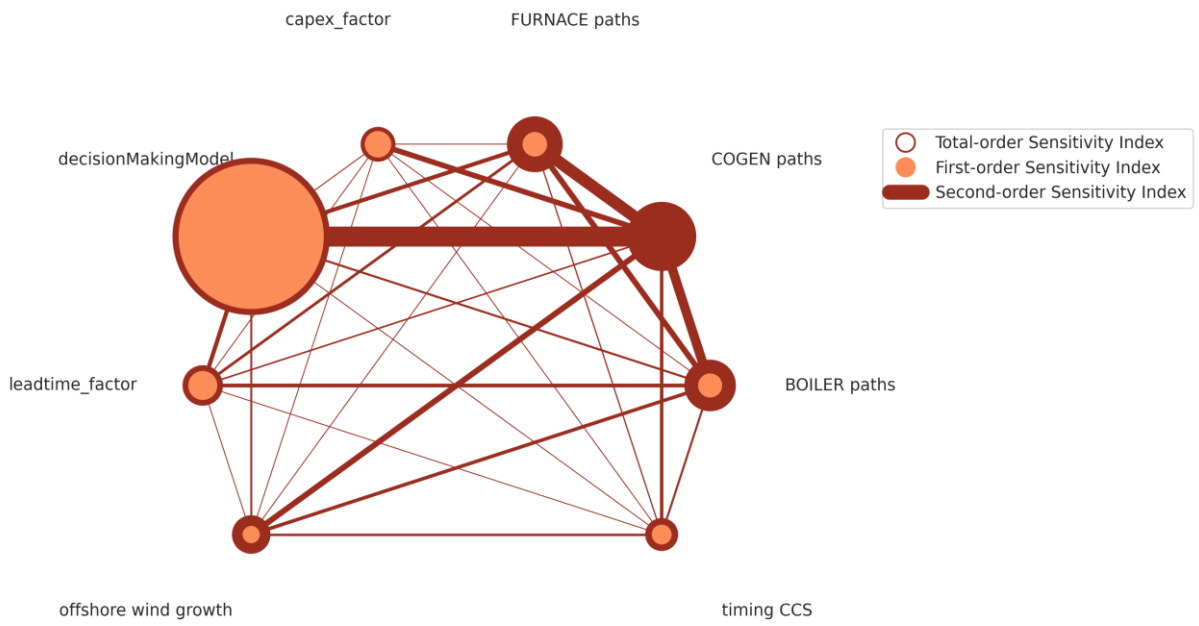 capex_factor
FURNACE paths
decisionMakingModel
COGEN paths
Total-order Sensitivity Index
First-order Sensitivity Index
Second-order Sensitivity Index
leadtime_factor
BOILER paths
offshore wind growth
timing CCS